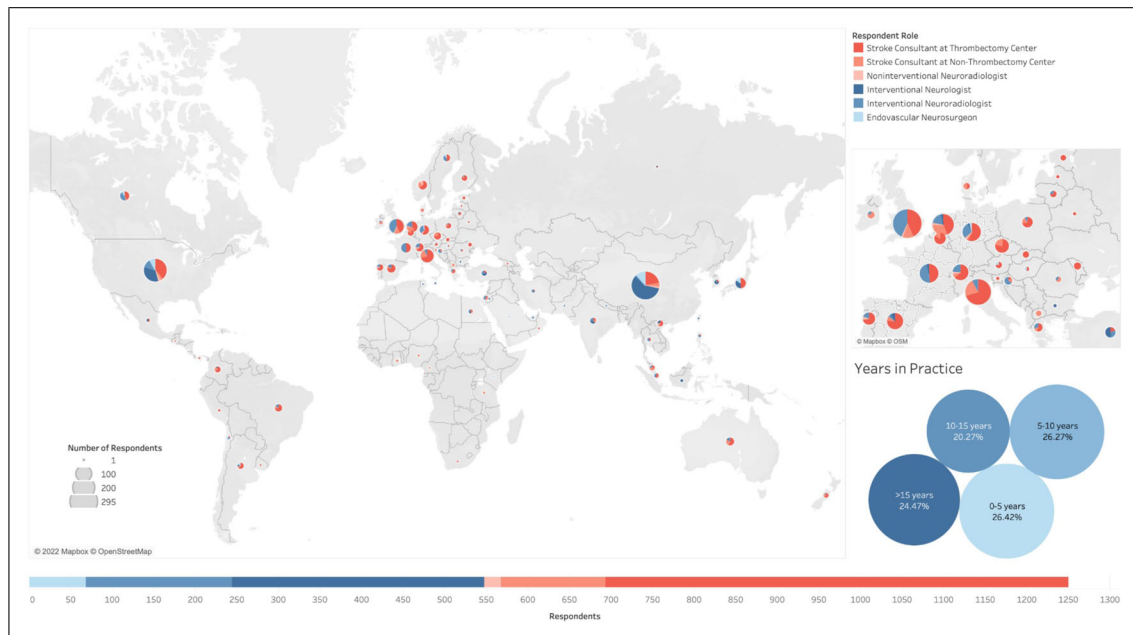 Respondent Role
Stroke Consultant at Thrombectomy Center
Stroke Consultant at Non-Thrombectomy Center
Noninterventional Neuroradiologist
Interventional Neurologist
Interventional Neuroradiologist
Endovascular Neurosurgeon
© Mapbox © OSM
Years in Practice
10-15 years
20.27%
5-10 years
26.27%
>15 years
24.47%
0-5 years
26.42%
Number of Respondents
1
100
200
295
© 2022 Mapbox © OpenStreetMap
0 50 100 150 200 250 300 350 400 450 500 550 600 650 700 750 800 850 900 950 1000 1050 1100 1150 1200 1250 1300
Respondents